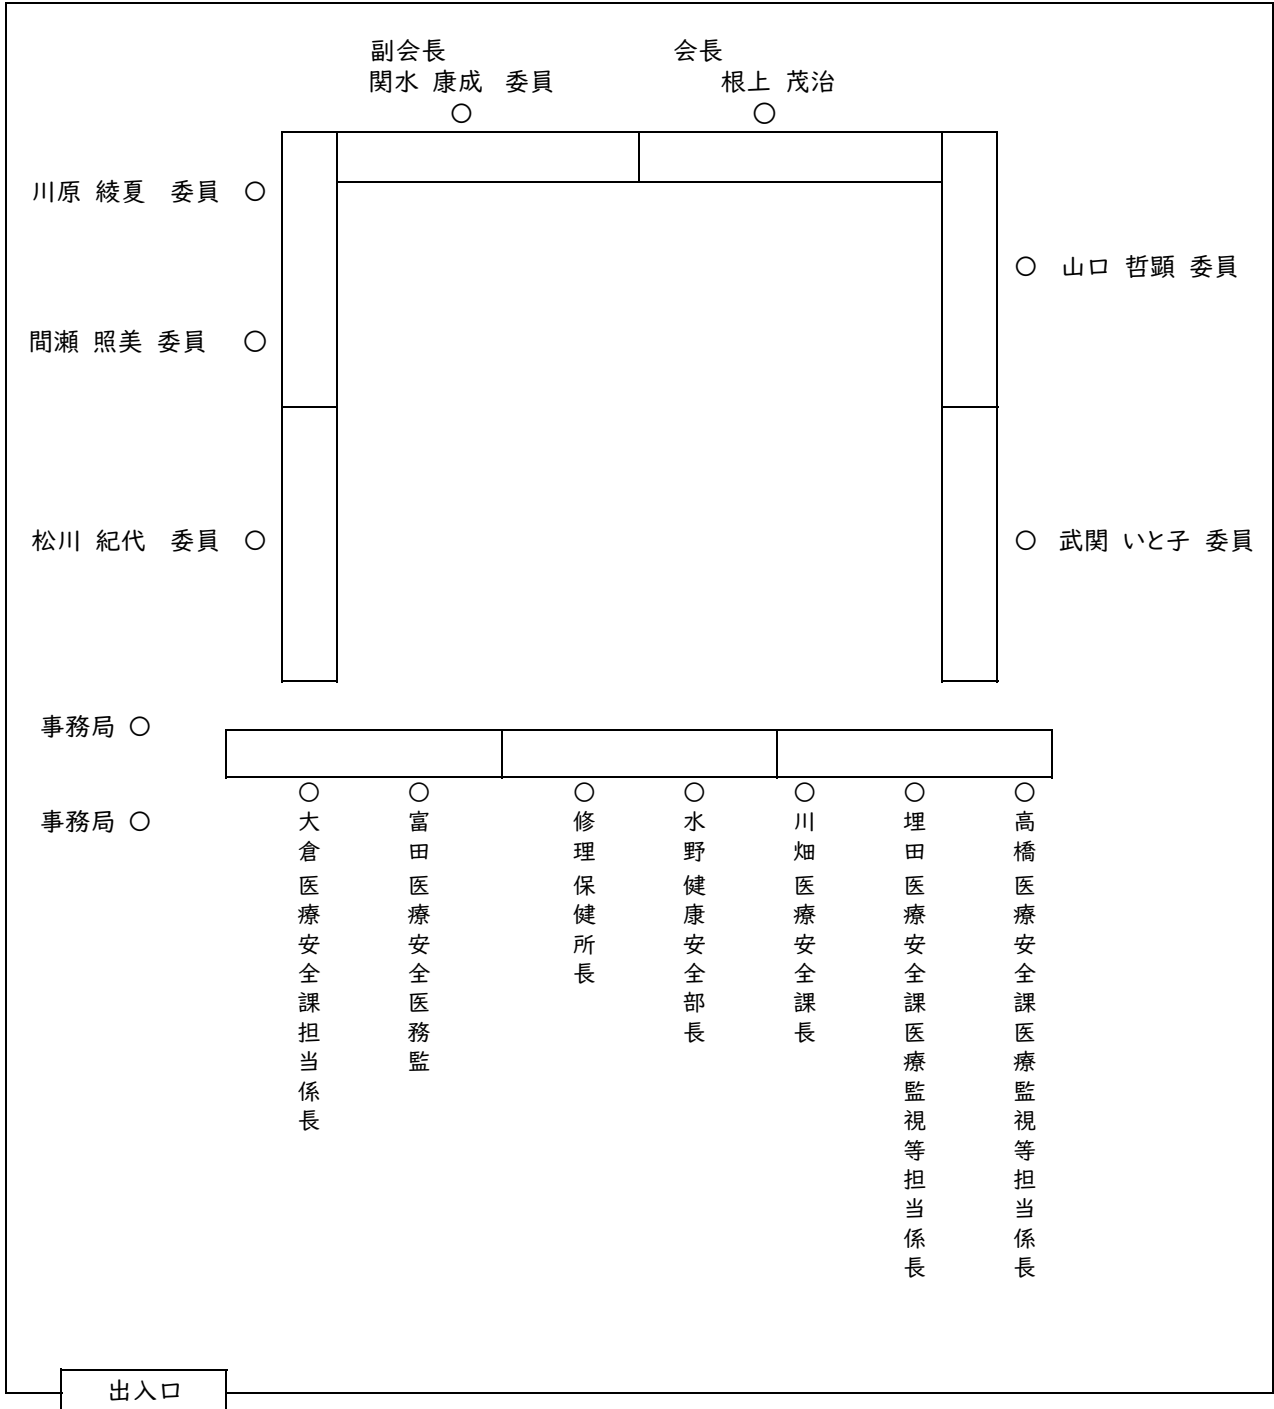 副会長
関水 康成 委員
○
会長
根上 茂治
○
川原 綾夏 委員 ○
○ 山口 哲顕 委員
間瀬 照美 委員 ○
松川 紀代 委員 ○
○ 武関 いと子 委員
事務局 ○
事務局 ○
○大倉 医療安全課担当係長
○富田 医療安全医務監
○修理 保健所長
○水野 健康安全部長
○川畑 医療安全課長
○埋田 医療安全課医療監視等担当係長
○高橋 医療安全課医療監視等担当係長
出入口